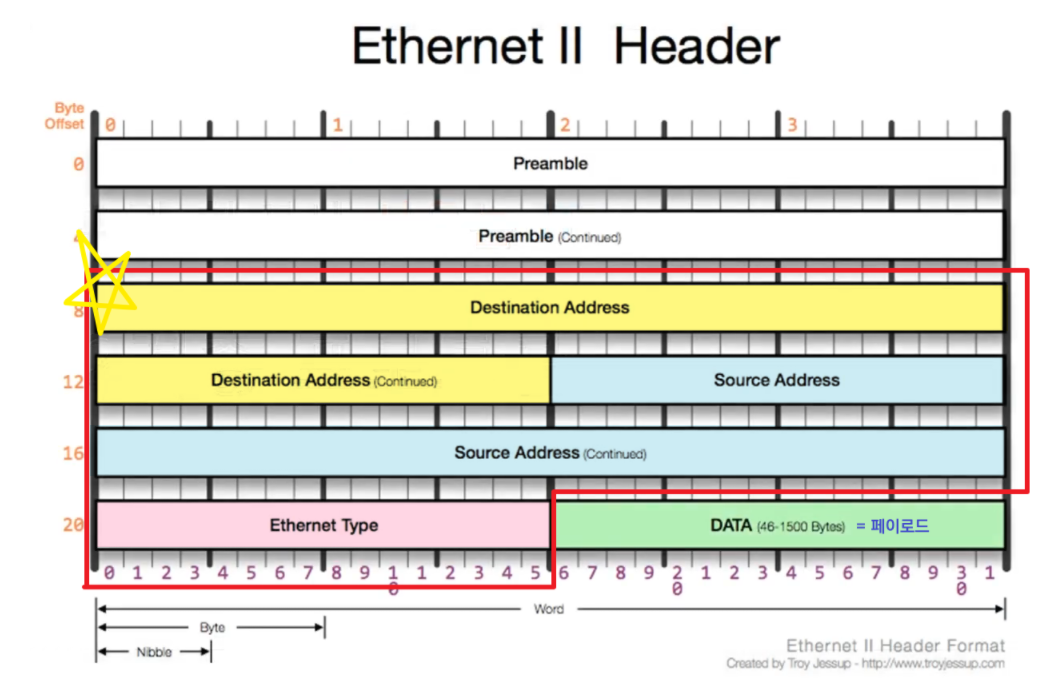 Ethernet II Header
Byte
Offset
0 1 2 3
0
Preamble
Preamble (Continued)
8
Destination Address
12
Destination Address (Continued) Source Address
16
Source Address (Continued)
20
Ethernet Type DATA (46-1500 Bytes) = 페이로드
0 1 2 3 4 5 6 7 8 9 10 1 2 3 4 5 6 7 8 9 20 1 2 3 4 5 6 7 8 9 30 1
Word
Byte
Nibble
Ethernet II Header Format
Created by Troy Jessup - http://www.troyjessup.com